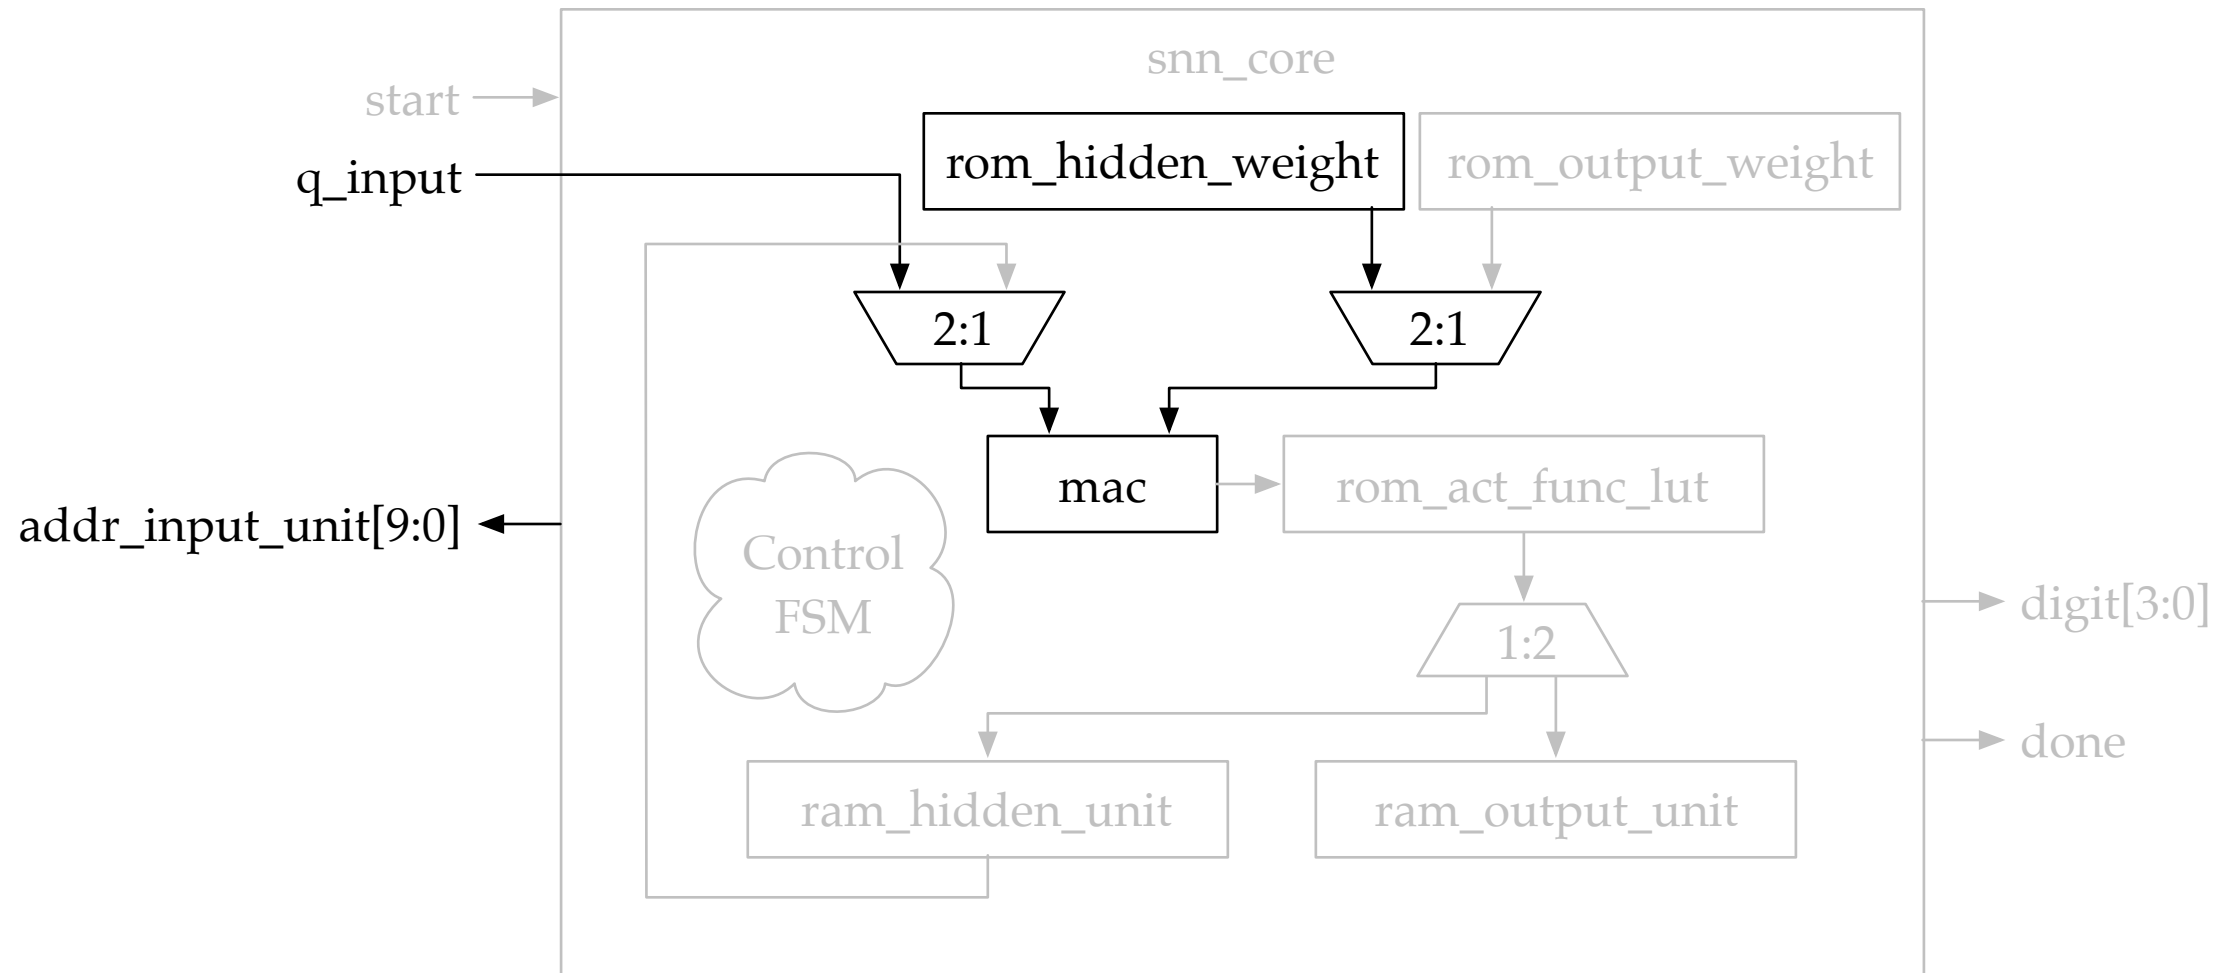 snn_core
start
rom_hidden_weight
rom_output_weight
q_input
2:1
2:1
mac
rom_act_func_lut
addr_input_unit[9:0]
Control
FSM
1:2
digit[3:0]
done
ram_hidden_unit
ram_output_unit